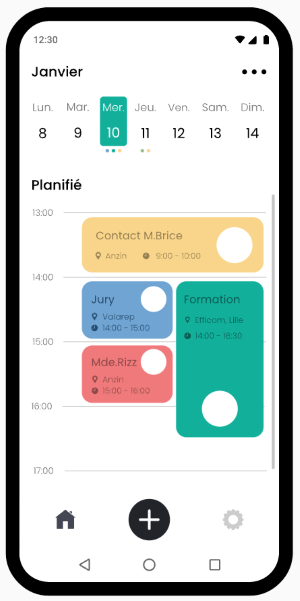 12:30
Janvier
Lun. Mar. Mer. Jeu. Ven. Sam. Dim.
8 9 10 11 12 13 14
Planifié
13:00
Contact M.Brice
Anzin 9:00 - 10:00
14:00
Jury
Valarep
14:00 - 15:00
Formation
Efficom, Lille
14:00 - 18:30
15:00
Mde.Rizz
Anzin
15:00 - 16:00
16:00
17:00